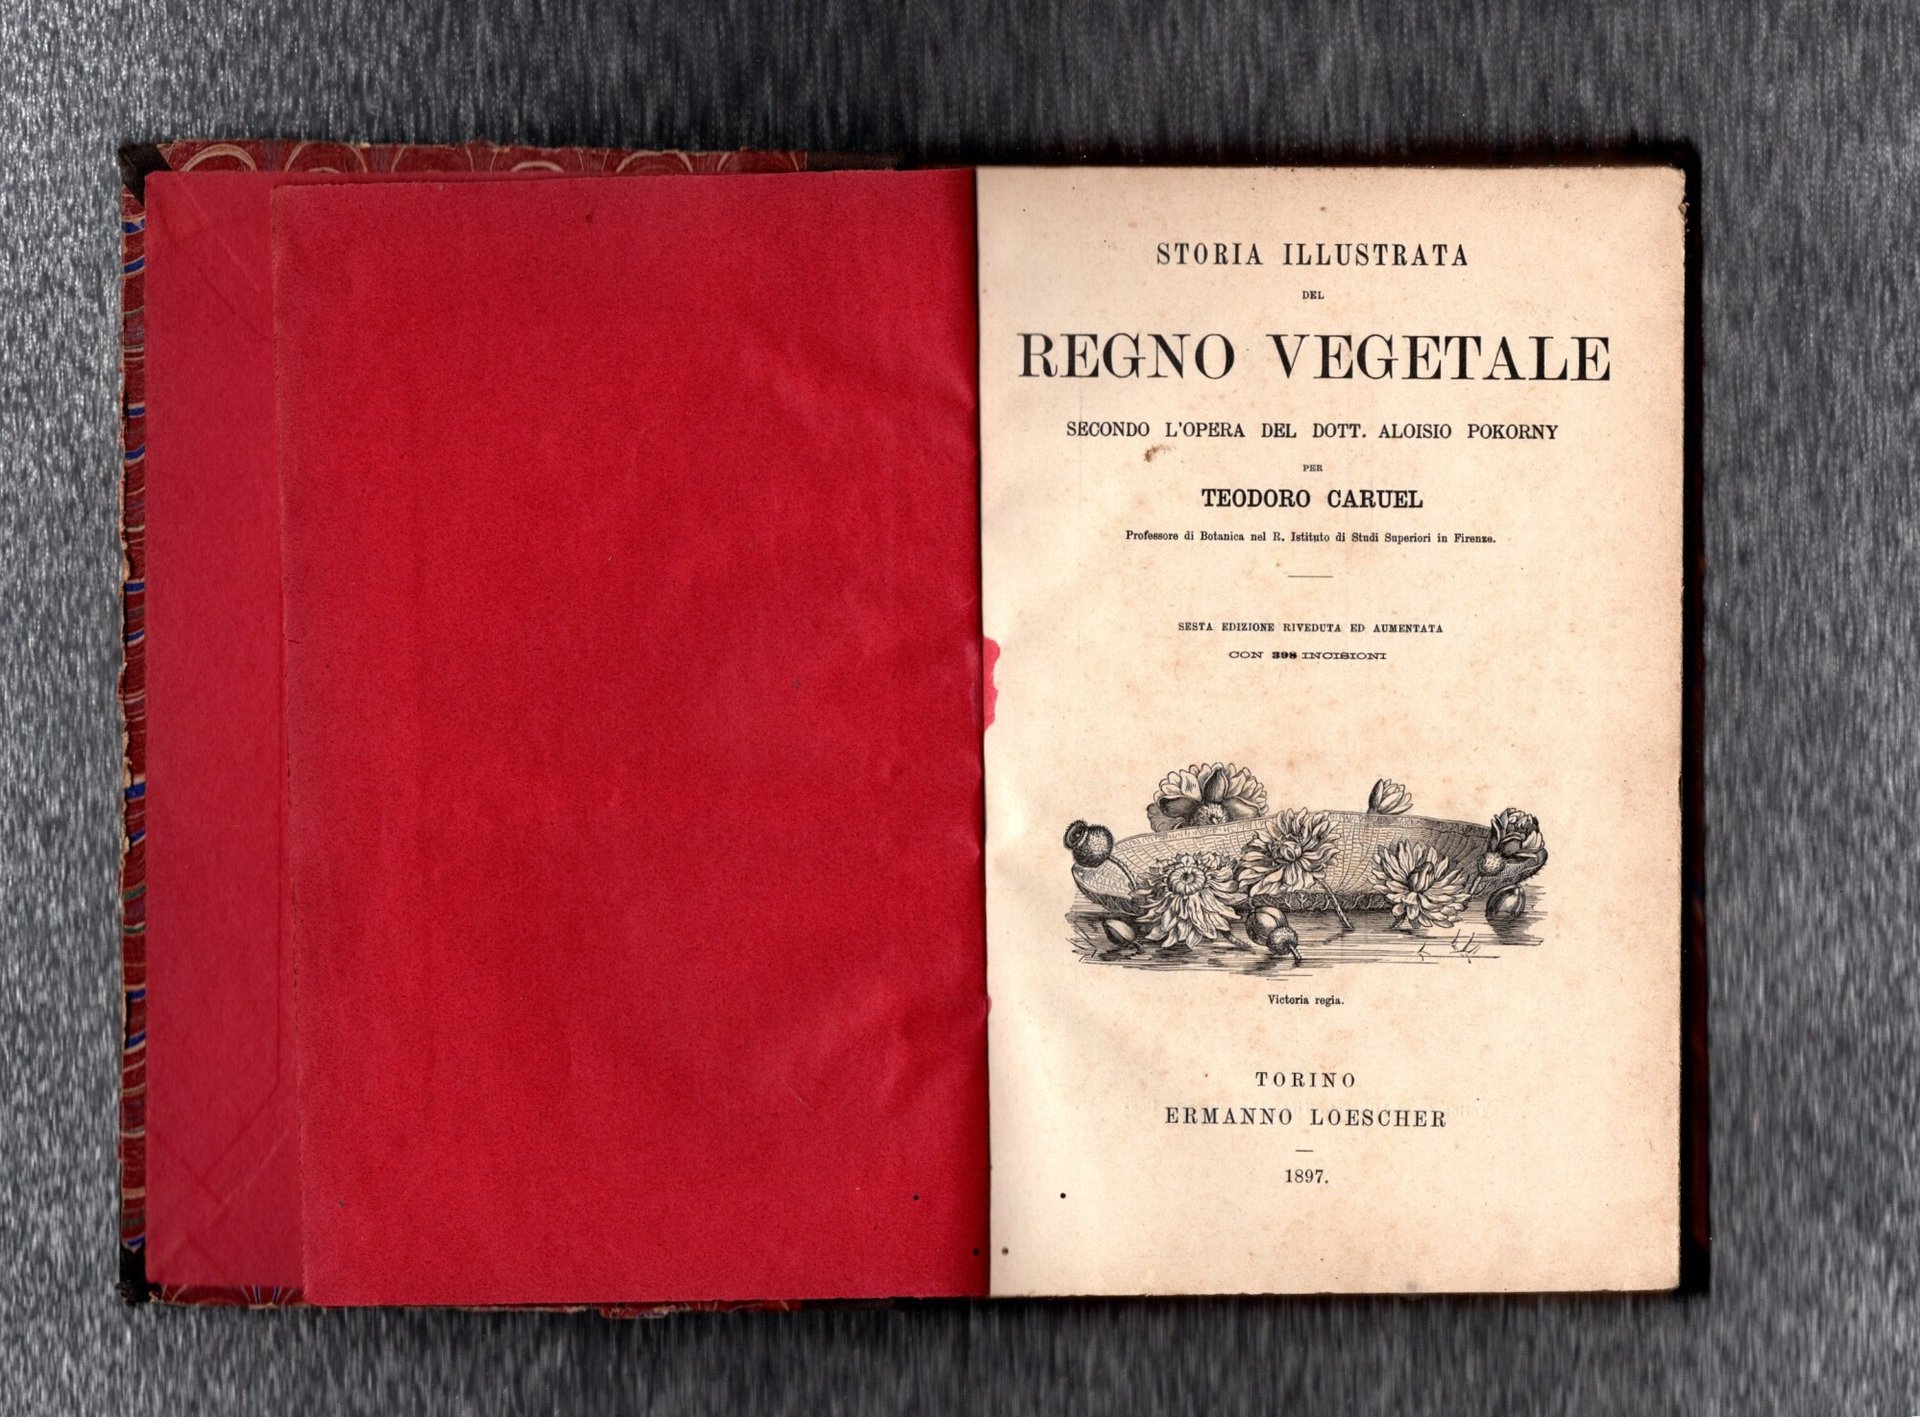 STORIA ILLUSTRATA
DEL
REGNO VEGETALE
SECONDO L'OPERA DEL DOTT. ALOISIO POKORNY
PER
TEODORO CARUEL
Professore di Botanica nel R. Istituto di Studi Superiori in Firenze.
SESTA EDIZIONE RIVEDUTA ED AUMENTATA
CON 398 INCISIONI
Victoria regia.
TORINO
ERMANNO LOESCHER
1897.